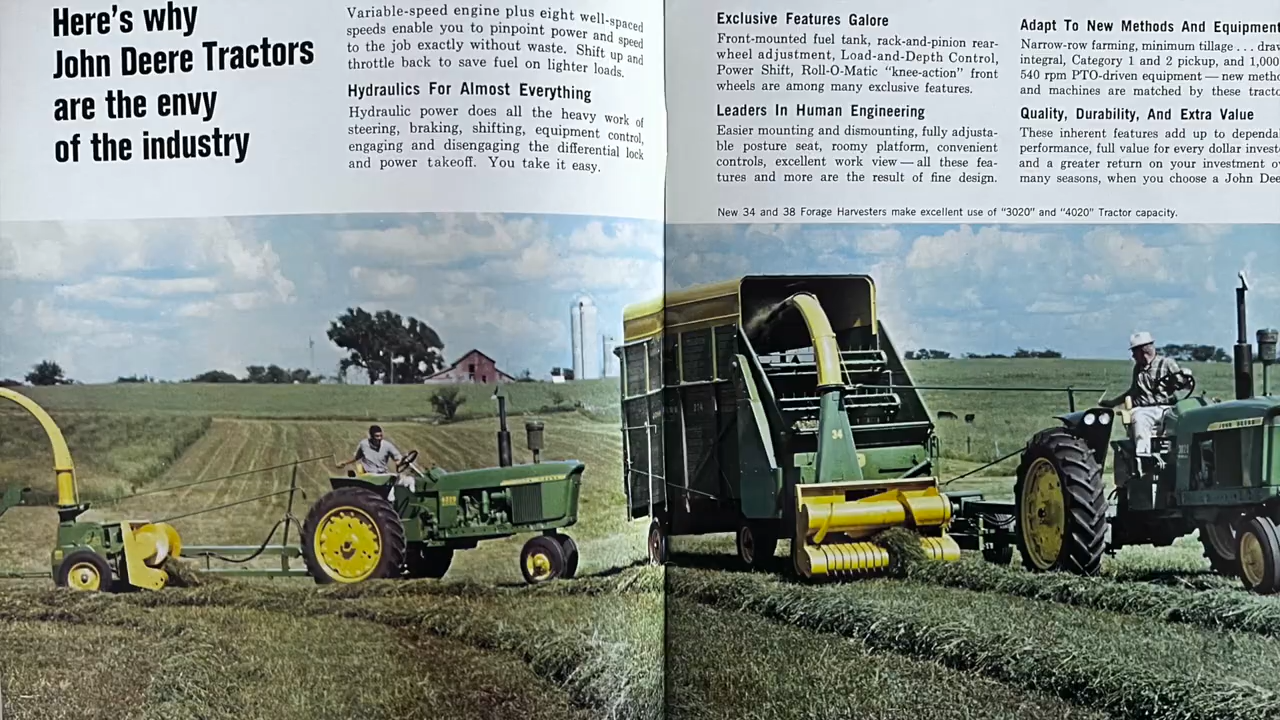 Here's why
John Deere Tractors
are the envy
of the industry
Variable-speed engine plus eight well-spaced
speeds enable you to pinpoint power and speed
to the job exactly without waste. Shift up and
throttle back to save fuel on lighter loads.
Hydraulics For Almost Everything
Hydraulic power does all the heavy work of
steering, braking, shifting, equipment control,
engaging and disengaging the differential lock
and power takeoff. You take it easy.
Exclusive Features Galore
Front-mounted fuel tank, rack-and-pinion rear-
wheel adjustment, Load-and-Depth Control,
Power Shift, Roll-O-Matic "knee-action" front
wheels are among many exclusive features.
Leaders In Human Engineering
Easier mounting and dismounting, fully adjusta-
ble posture seat, roomy platform, convenient
controls, excellent work view — all these fea-
tures and more are the result of fine design.
Adapt To New Methods And Equipment
Narrow-row farming, minimum tillage . . . draw
integral, Category 1 and 2 pickup, and 1,000
540 rpm PTO-driven equipment — new metho
and machines are matched by these tracto
Quality, Durability, And Extra Value
These inherent features add up to dependa
performance, full value for every dollar invest
and a greater return on your investment o
many seasons, when you choose a John Dee
New 34 and 38 Forage Harvesters make excellent use of "3020" and "4020" Tractor capacity.
34
JOHN DEERE